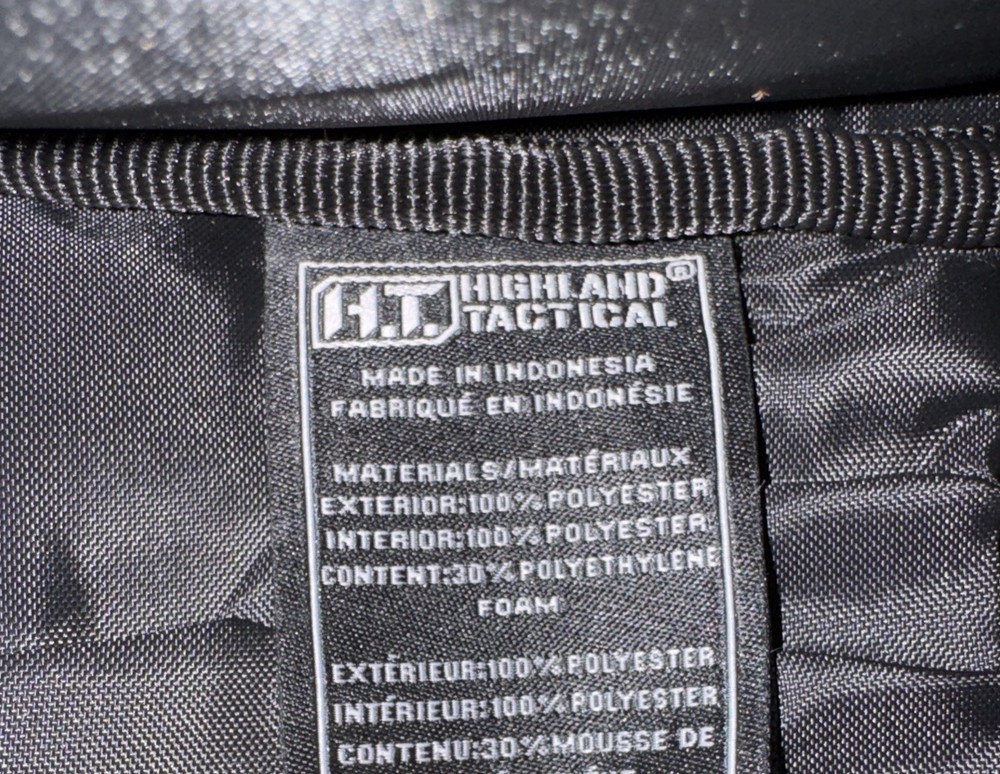 H.T. HIGHLAND®
TACTICAL
MADE IN INDONESIA
FABRIQUÉ EN INDONÉSIE
MATERIALS/MATÉRIAUX
EXTERIOR:100%POLYESTER
INTERIOR:100%POLYESTER
CONTENT:30%POLYETHYLENE
FOAM
EXTÉRIEUR:100%POLYESTER
INTÉRIEUR:100%POLYESTER
CONTENU:30%MOUSSE DE